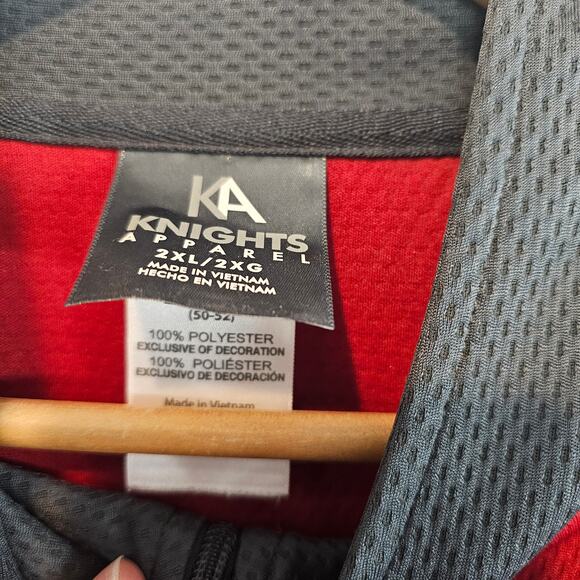 KA
KNIGHTS
APPAREL
2XL/2XG
MADE IN VIETNAM
HECHO EN VIETNAM
(50-52)
100% POLYESTER
EXCLUSIVE OF DECORATION
100% POLIÉSTER
EXCLUSIVO DE DECORACIÓN
Made in Vietnam